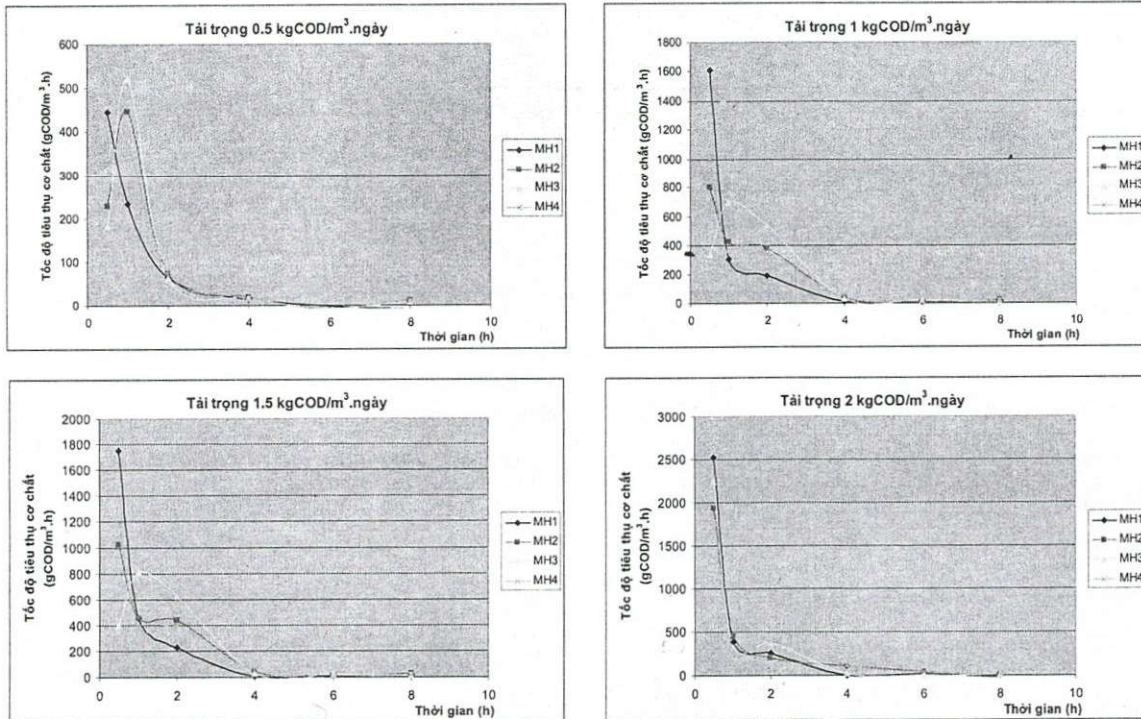 Tải trọng 0.5 kgCOD/m³.ngày
Tốc độ tiêu thụ cơ chất (gCOD/m³.h)
600
500
400
300
200
100
0
0 2 4 6 8 10
Thời gian (h)
MH1
MH2
MH3
MH4
Tải trọng 1 kgCOD/m³.ngày
Tốc độ tiêu thụ cơ chất (gCOD/m³.h)
1800
1600
1400
1200
1000
800
600
400
200
0
0 2 4 6 8 10
Thời gian (h)
MH1
MH2
MH3
MH4
Tải trọng 1.5 kgCOD/m³.ngày
Tốc độ tiêu thụ cơ chất
(gCOD/m³.h)
2000
1800
1600
1400
1200
1000
800
600
400
200
0
0 2 4 6 8 10
Thời gian (h)
MH1
MH2
MH3
MH4
Tải trọng 2 kgCOD/m³.ngày
Tốc độ tiêu thụ cơ chất
(gCOD/m³.h)
3000
2500
2000
1500
1000
500
0
0 2 4 6 8 10
Thời gian (h)
MH1
MH2
MH3
MH4